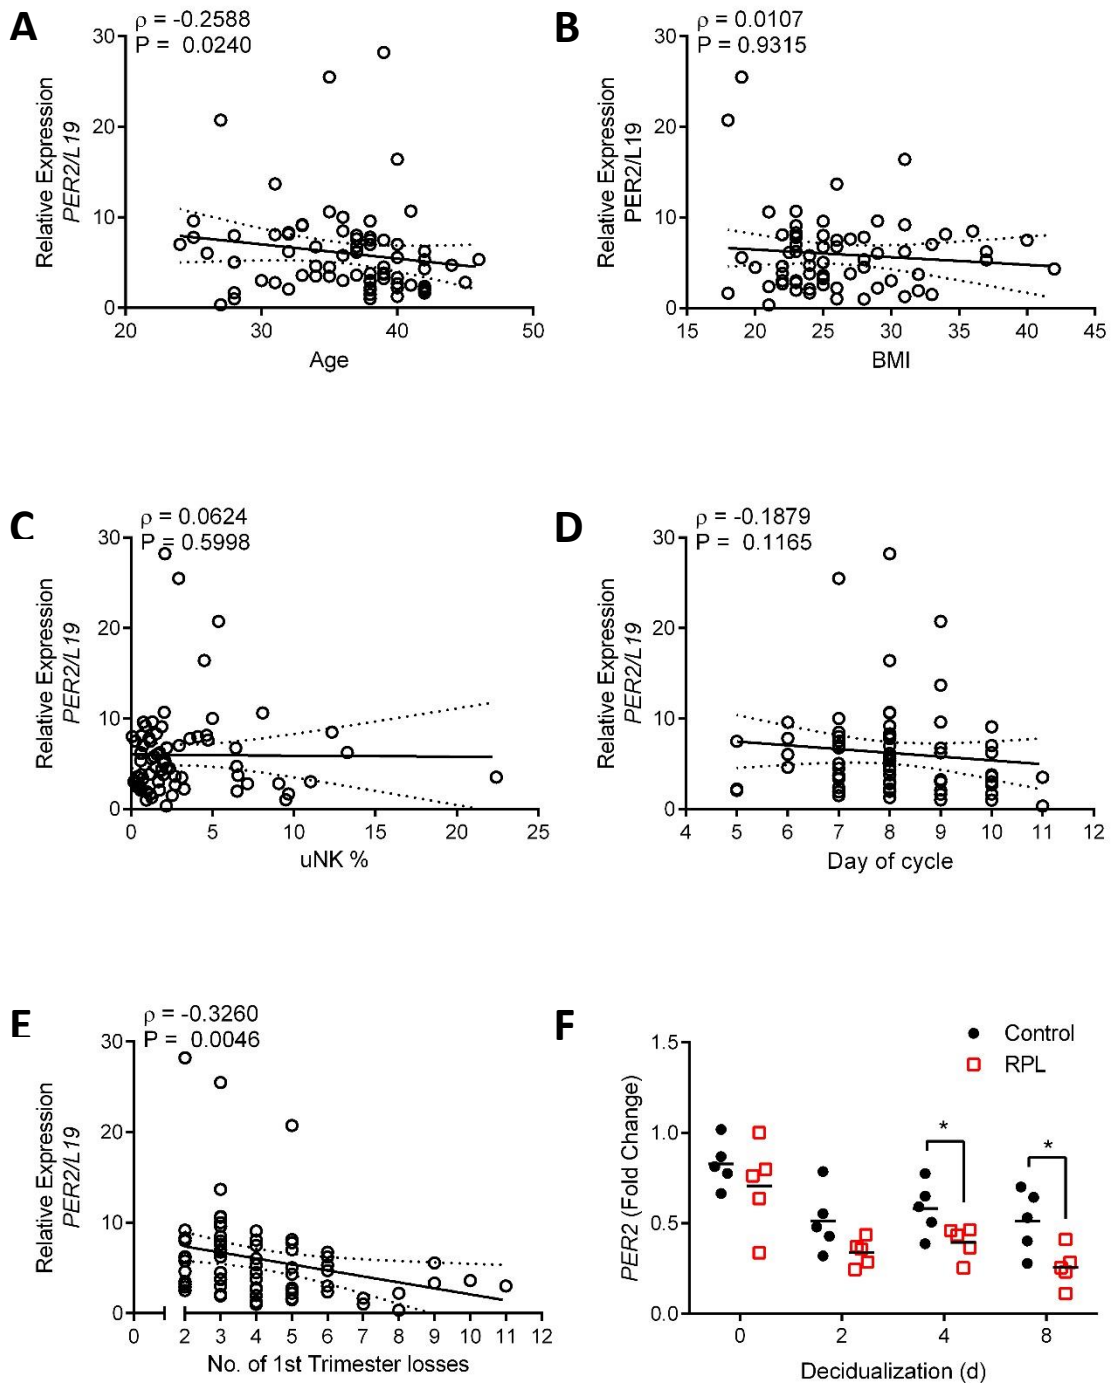 A
ρ = -0.2588
P = 0.0240
Relative Expression
PER2/L19
30
20
10
0
20
30
40
50
Age
B
ρ = 0.0107
P = 0.9315
Relative Expression
PER2/L19
30
20
10
0
15
20
25
30
35
40
45
BMI
C
ρ = 0.0624
P = 0.5998
Relative Expression
PER2/L19
30
20
10
0
0
5
10
15
20
25
uNK %
D
ρ = -0.1879
P = 0.1165
Relative Expression
PER2/L19
30
20
10
0
4
5
6
7
8
9
10
11
12
Day of cycle
E
ρ = -0.3260
P = 0.0046
Relative Expression
PER2/L19
30
20
10
0
0
2
3
4
5
6
7
8
9
10
11
12
No. of 1st Trimester losses
F
Control
RPL
PER2 (Fold Change)
1.5
1.0
0.5
0.0
*
*
0
2
4
8
Decidualization (d)